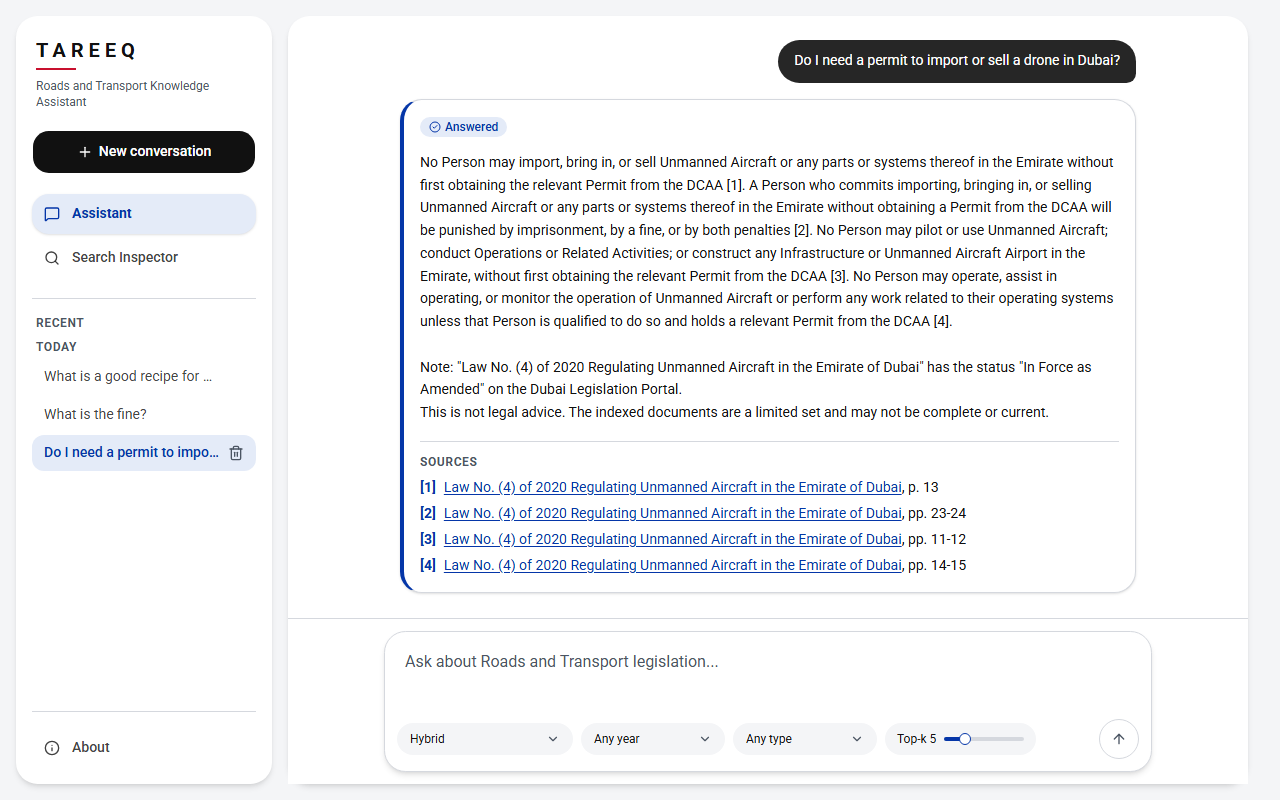 TAREEQ
Roads and Transport Knowledge
Assistant
New conversation
Assistant
Search Inspector
RECENT
TODAY
What is a good recipe for ...
What is the fine?
Do I need a permit to impo...
About
Do I need a permit to import or sell a drone in Dubai?
Answered
No Person may import, bring in, or sell Unmanned Aircraft or any parts or systems thereof in the Emirate without
first obtaining the relevant Permit from the DCAA [1]. A Person who commits importing, bringing in, or selling
Unmanned Aircraft or any parts or systems thereof in the Emirate without obtaining a Permit from the DCAA will
be punished by imprisonment, by a fine, or by both penalties [2]. No Person may pilot or use Unmanned Aircraft;
conduct Operations or Related Activities; or construct any Infrastructure or Unmanned Aircraft Airport in the
Emirate, without first obtaining the relevant Permit from the DCAA [3]. No Person may operate, assist in
operating, or monitor the operation of Unmanned Aircraft or perform any work related to their operating systems
unless that Person is qualified to do so and holds a relevant Permit from the DCAA [4].
Note: "Law No. (4) of 2020 Regulating Unmanned Aircraft in the Emirate of Dubai" has the status "In Force as
Amended" on the Dubai Legislation Portal.
This is not legal advice. The indexed documents are a limited set and may not be complete or current.
SOURCES
[1] Law No. (4) of 2020 Regulating Unmanned Aircraft in the Emirate of Dubai, p. 13
[2] Law No. (4) of 2020 Regulating Unmanned Aircraft in the Emirate of Dubai, pp. 23-24
[3] Law No. (4) of 2020 Regulating Unmanned Aircraft in the Emirate of Dubai, pp. 11-12
[4] Law No. (4) of 2020 Regulating Unmanned Aircraft in the Emirate of Dubai, pp. 14-15
Ask about Roads and Transport legislation...
Hybrid Any year Any type Top-k 5